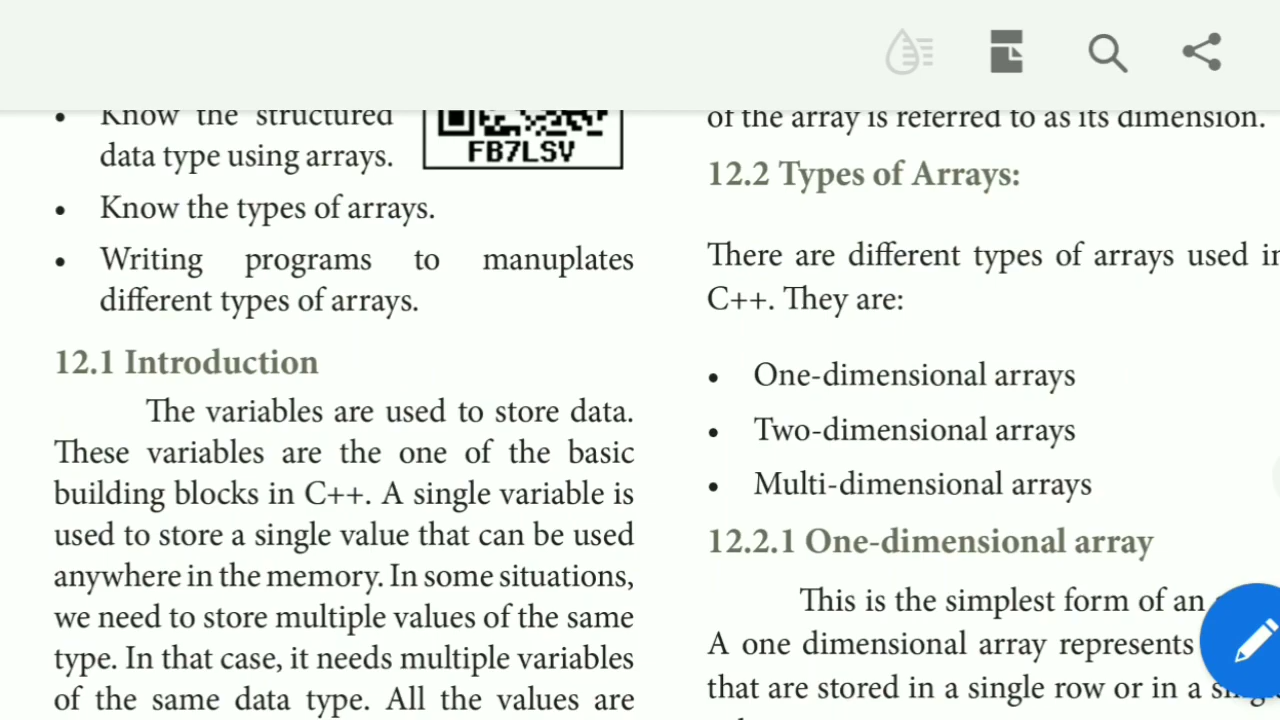 Know the structured
data type using arrays.
FB7LSV
Know the types of arrays.
Writing programs to manuplates
different types of arrays.
12.1 Introduction
The variables are used to store data.
These variables are the one of the basic
building blocks in C++. A single variable is
used to store a single value that can be used
anywhere in the memory. In some situations,
we need to store multiple values of the same
type. In that case, it needs multiple variables
of the same data type. All the values are
of the array is referred to as its dimension.
12.2 Types of Arrays:
There are different types of arrays used in
C++. They are:
One-dimensional arrays
Two-dimensional arrays
Multi-dimensional arrays
12.2.1 One-dimensional array
This is the simplest form of an
A one dimensional array represents
that are stored in a single row or in a